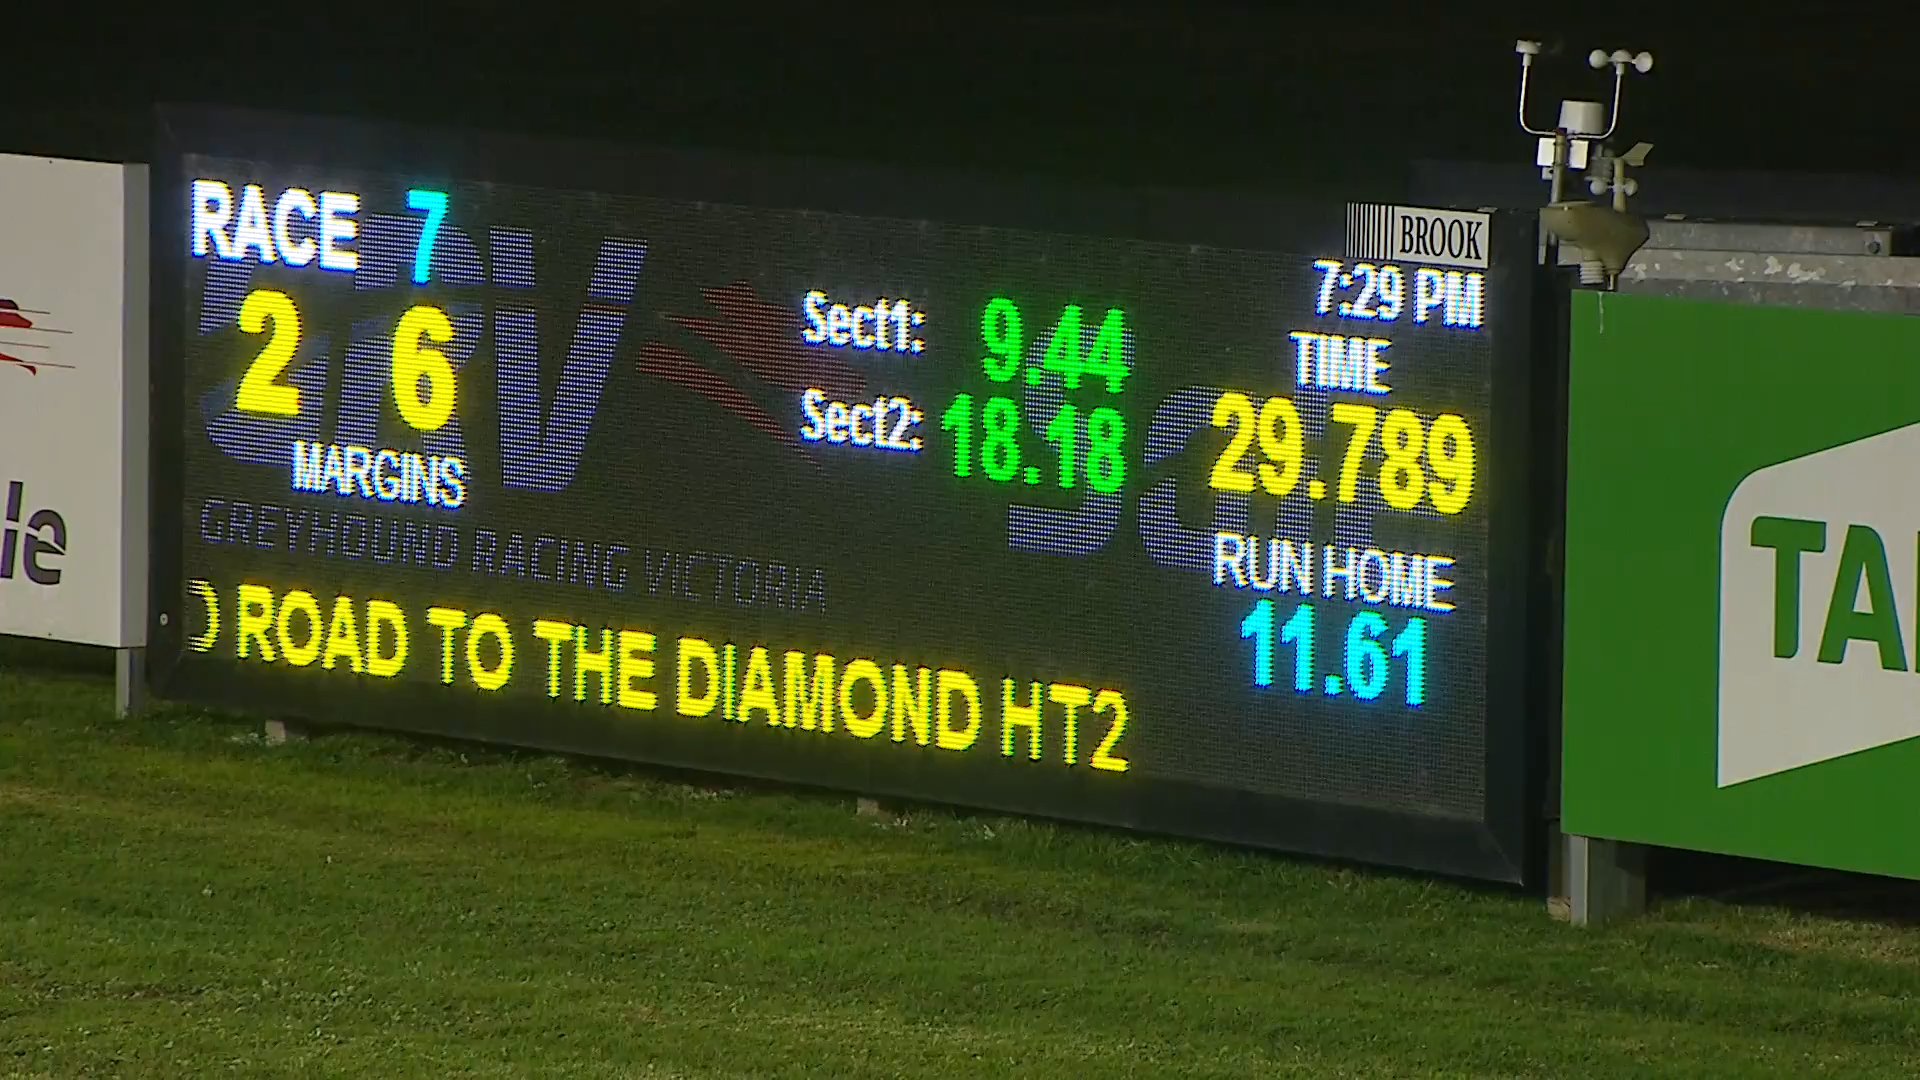 RACE 7
BROOK
7:29 PM
2 6
Sect1: 9.44
TIME
29.789
Sect2: 18.18
MARGINS
GRV
GREYHOUND RACING VICTORIA
RUN HOME
11.61
) ROAD TO THE DIAMOND HT2